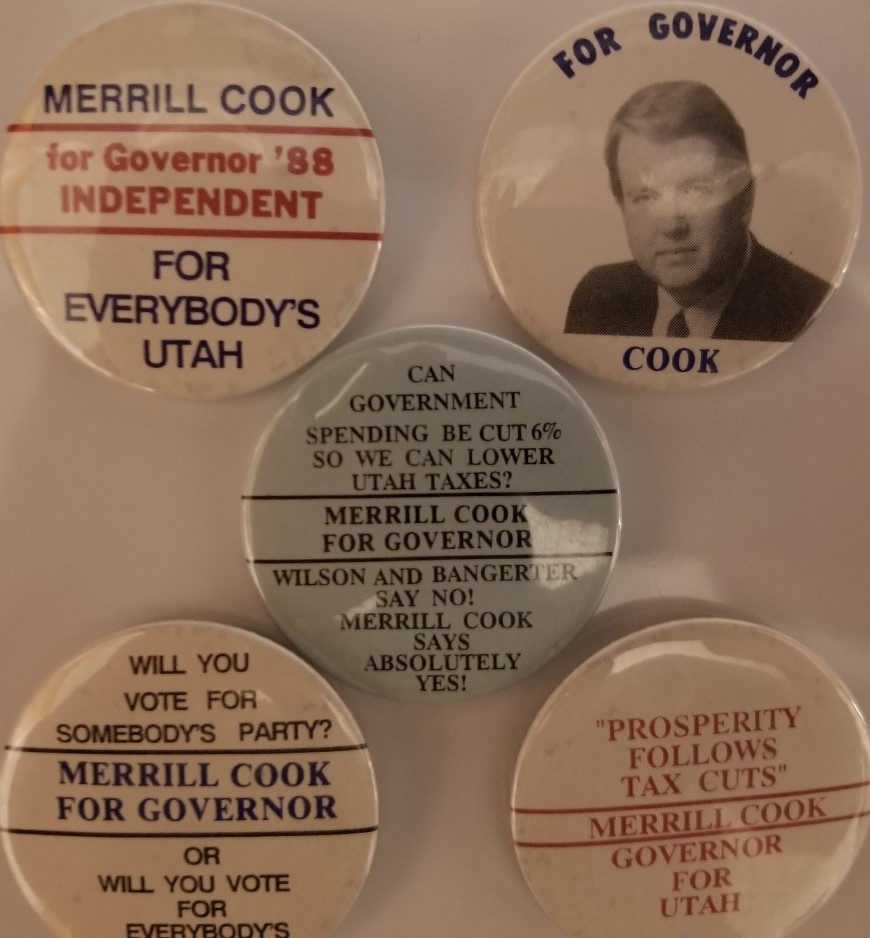 MERRILL COOK
for Governor '88
INDEPENDENT
FOR
EVERYBODY'S
UTAH
FOR GOVERNOR
COOK
CAN
GOVERNMENT
SPENDING BE CUT 6%
SO WE CAN LOWER
UTAH TAXES?
MERRILL COOK
FOR GOVERNOR
WILSON AND BANGERTER
SAY NO!
MERRILL COOK
SAYS
ABSOLUTELY
YES!
WILL YOU
VOTE FOR
SOMEBODY'S PARTY?
MERRILL COOK
FOR GOVERNOR
OR
WILL YOU VOTE
FOR
EVERYBODY'S
"PROSPERITY
FOLLOWS
TAX CUTS"
MERRILL COOK
GOVERNOR
FOR
UTAH